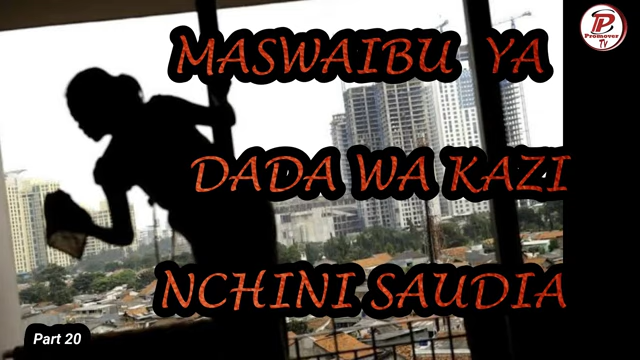 MASWAIBU YA
DADA WA KAZI
NCHINI SAUDIA
Part 20
P
Promover
TV